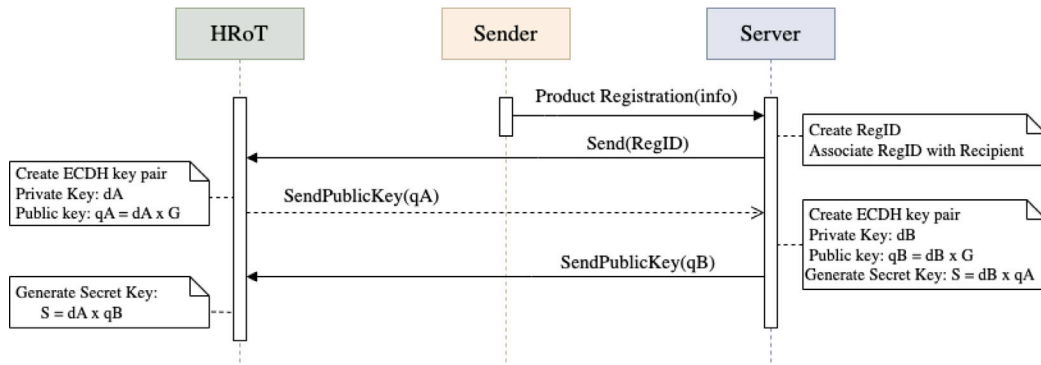 HRoT
Sender
Server
Product Registration(info)
Create RegID
Associate RegID with Recipient
Send(RegID)
Create ECDH key pair
Private Key: dA
Public key: qA = dA x G
SendPublicKey(qA)
Create ECDH key pair
Private Key: dB
Public key: qB = dB x G
Generate Secret Key: S = dB x qA
SendPublicKey(qB)
Generate Secret Key:
S = dA x qB